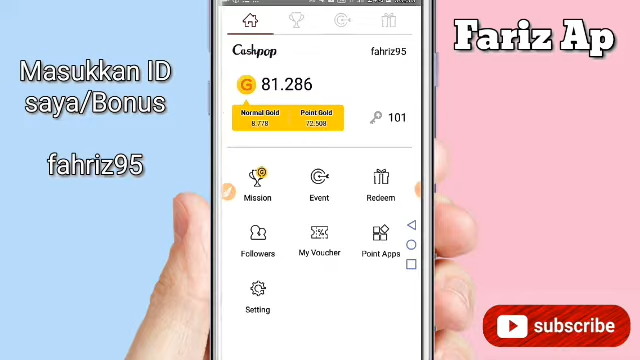 Fariz Ap
Masukkan ID
saya/Bonus
fahriz95
Cashpop
fahriz95
G 81.286
Normal Gold
8.778
Point Gold
72.508
101
Mission
Event
Redeem
Followers
My Voucher
Point Apps
Setting
subscribe